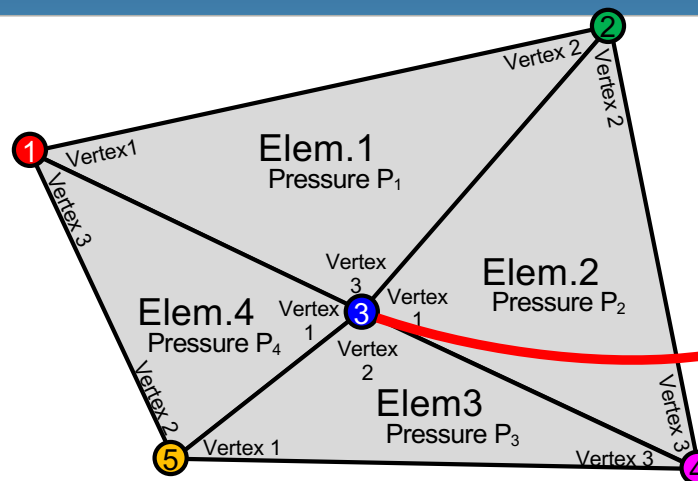 2
Vertex 2
Vertex 2
1
Vertex1
Elem.1
Pressure P₁
Vertex 3
Vertex
3
Elem.2
Pressure P₂
Vertex
1
3
Vertex
1
Elem.4
Pressure P₄
Vertex
2
Vertex 2
Elem3
Pressure P₃
Vertex 3
5
Vertex 1
Vertex 3
4